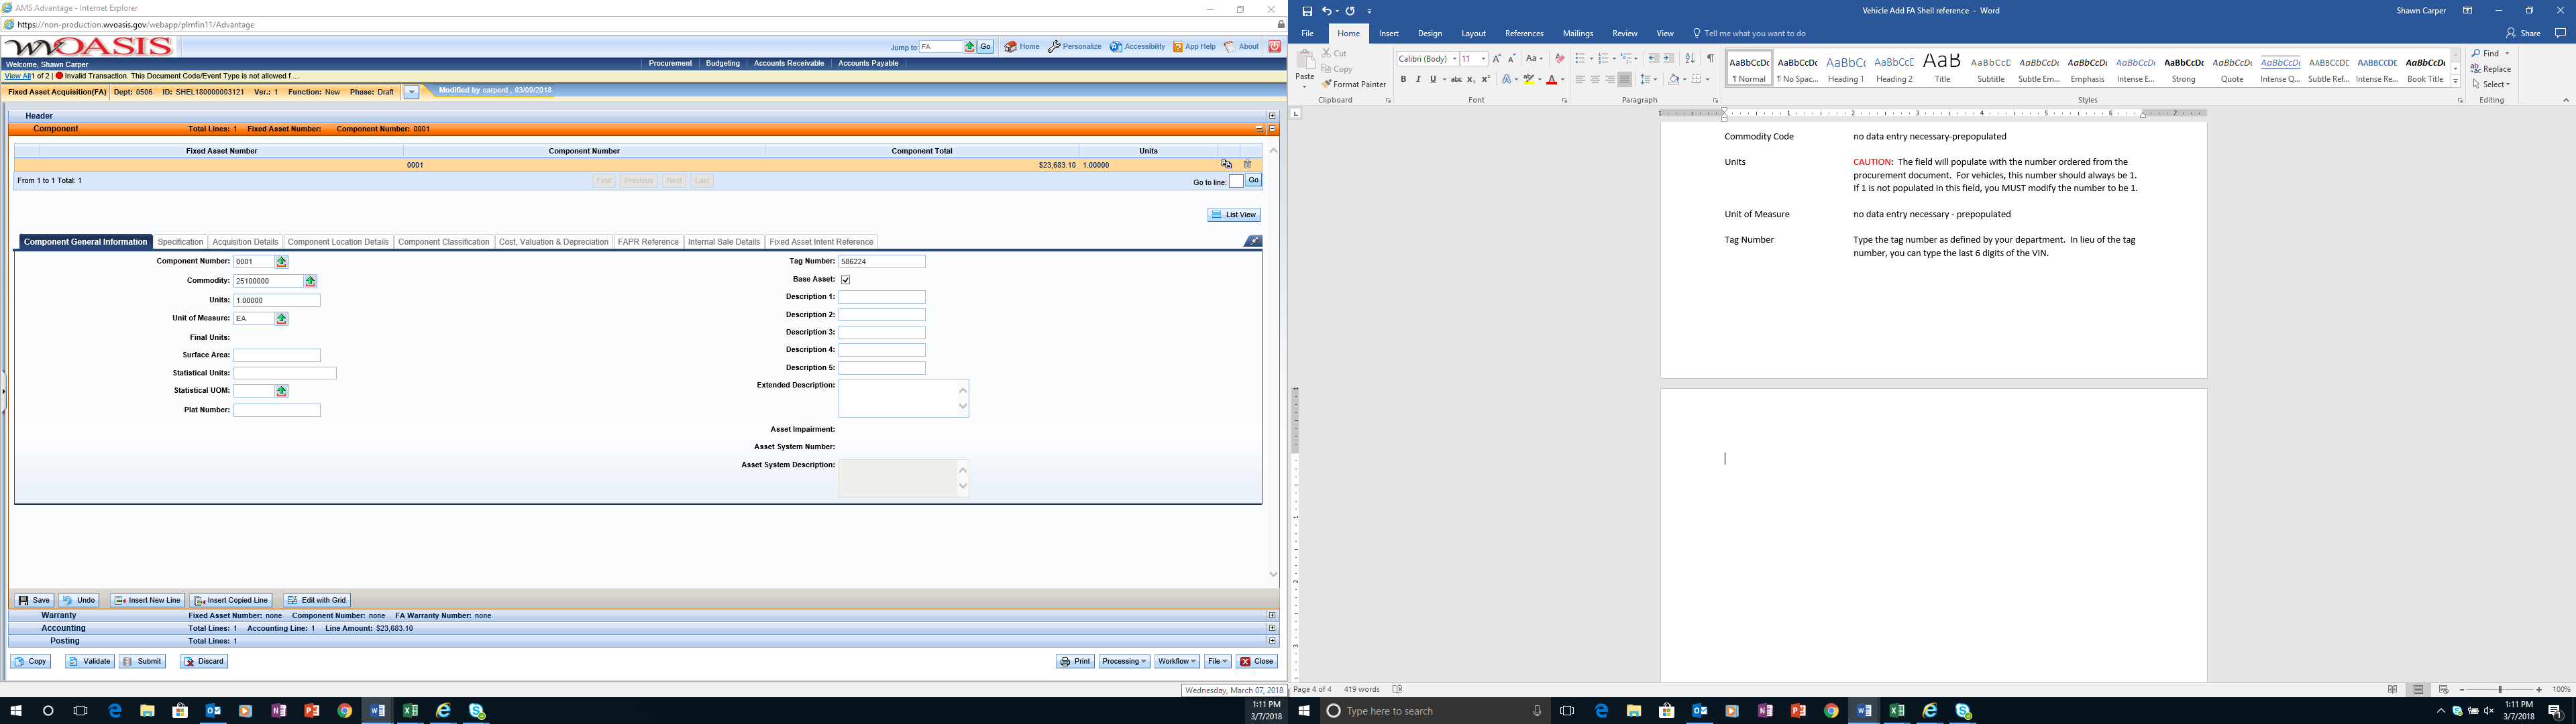 AMS Advantage - Internet Explorer
https://non-production.wvoasis.gov/webapp/plmfin11/Advantage
wvOASIS
Jump to: FA Go Home Personalize Accessibility App Help About
Welcome, Shawn Carper Procurement Budgeting Accounts Receivable Accounts Payable
View All 1 of 2 | Invalid Transaction. This Document Code/Event Type is not allowed f ...
Fixed Asset Acquisition(FA) Dept: 0506 ID: SHEL180000003121 Ver.: 1 Function: New Phase: Draft Modified by carperd , 03/09/2018
Header
Component Total Lines: 1 Fixed Asset Number: Component Number: 0001
Fixed Asset Number Component Number Component Total Units
0001 $23,683.10 1.00000
From 1 to 1 Total: 1 First Previous Next Last Go to line: Go
List View
Component General Information Specification Acquisition Details Component Location Details Component Classification Cost, Valuation & Depreciation FAPR Reference Internal Sale Details Fixed Asset Intent Reference
Component Number: 0001 Tag Number: 586224
Commodity: 25100000 Base Asset:
Units: 1.00000 Description 1:
Unit of Measure: EA Description 2:
Final Units: Description 3:
Surface Area: Description 4:
Statistical Units: Description 5:
Statistical UOM: Extended Description:
Plat Number:
Asset Impairment:
Asset System Number:
Asset System Description:
Save Undo Insert New Line Insert Copied Line Edit with Grid
Warranty Fixed Asset Number: none Component Number: none FA Warranty Number: none
Accounting Total Lines: 1 Accounting Line: 1 Line Amount: $23,683.10
Posting Total Lines: 1
Copy Validate Submit Discard Print Processing Workflow File Close
Wednesday, March 07, 2018
1:11 PM
3/7/2018
Vehicle Add FA Shell reference - Word Shawn Carper
File Home Insert Design Layout References Mailings Review View Tell me what you want to do Share
Paste Cut Copy Format Painter
Calibri (Body) 11
AaBbCcDc AaBbCcDc AaBbCc AaBbCcD AaB AaBbCcD AaBbCcDc AaBbCcDc AaBbCcDc AaBbCcDc AaBbCcDc AaBbCcDc AABBCCDC AABBCCDC AaBbCcDc
¶ Normal ¶ No Spac... Heading 1 Heading 2 Title Subtitle Subtle Em... Emphasis Intense E... Strong Quote Intense Q... Subtle Ref... Intense Re... Book Title
Find
Replace
Select
Clipboard Font Paragraph Styles Editing
Commodity Code no data entry necessary-prepopulated
Units CAUTION: The field will populate with the number ordered from the
procurement document. For vehicles, this number should always be 1.
If 1 is not populated in this field, you MUST modify the number to be 1.
Unit of Measure no data entry necessary - prepopulated
Tag Number Type the tag number as defined by your department. In lieu of the tag
number, you can type the last 6 digits of the VIN.
Page 4 of 4 419 words 100%
Type here to search
1:11 PM
3/7/2018